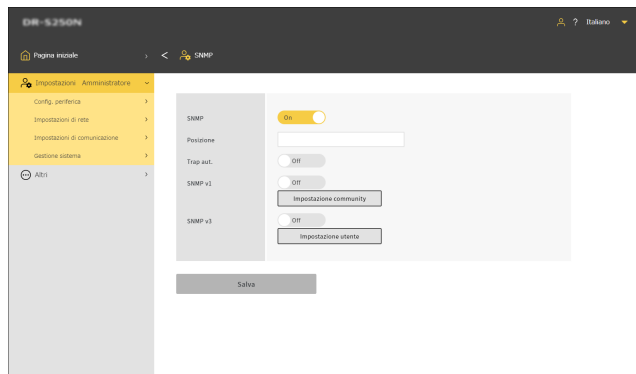 DR-S250N
? Italiano
Pagina iniziale
SNMP
Impostazioni Amministratore
Config. periferica
Impostazioni di rete
Impostazioni di comunicazione
Gestione sistema
Altri
SNMP On
Posizione
Trap aut. Off
SNMP v1 Off
Impostazione community
SNMP v3 Off
Impostazione utente
Salva